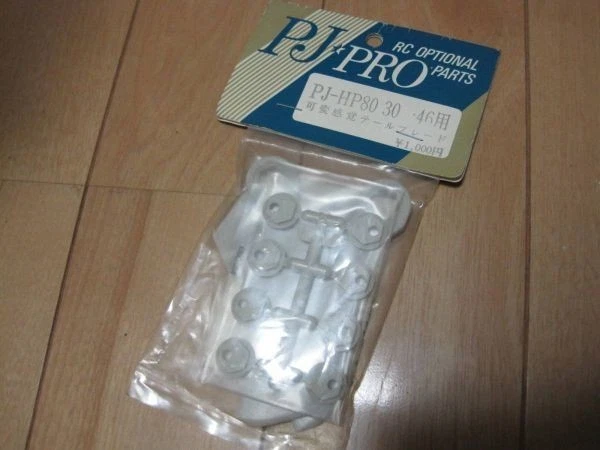 PJ★PRO
RC OPTIONAL
PARTS
PJ-HP80 30 ・46用
可変感覚テールブレード
¥1,000円